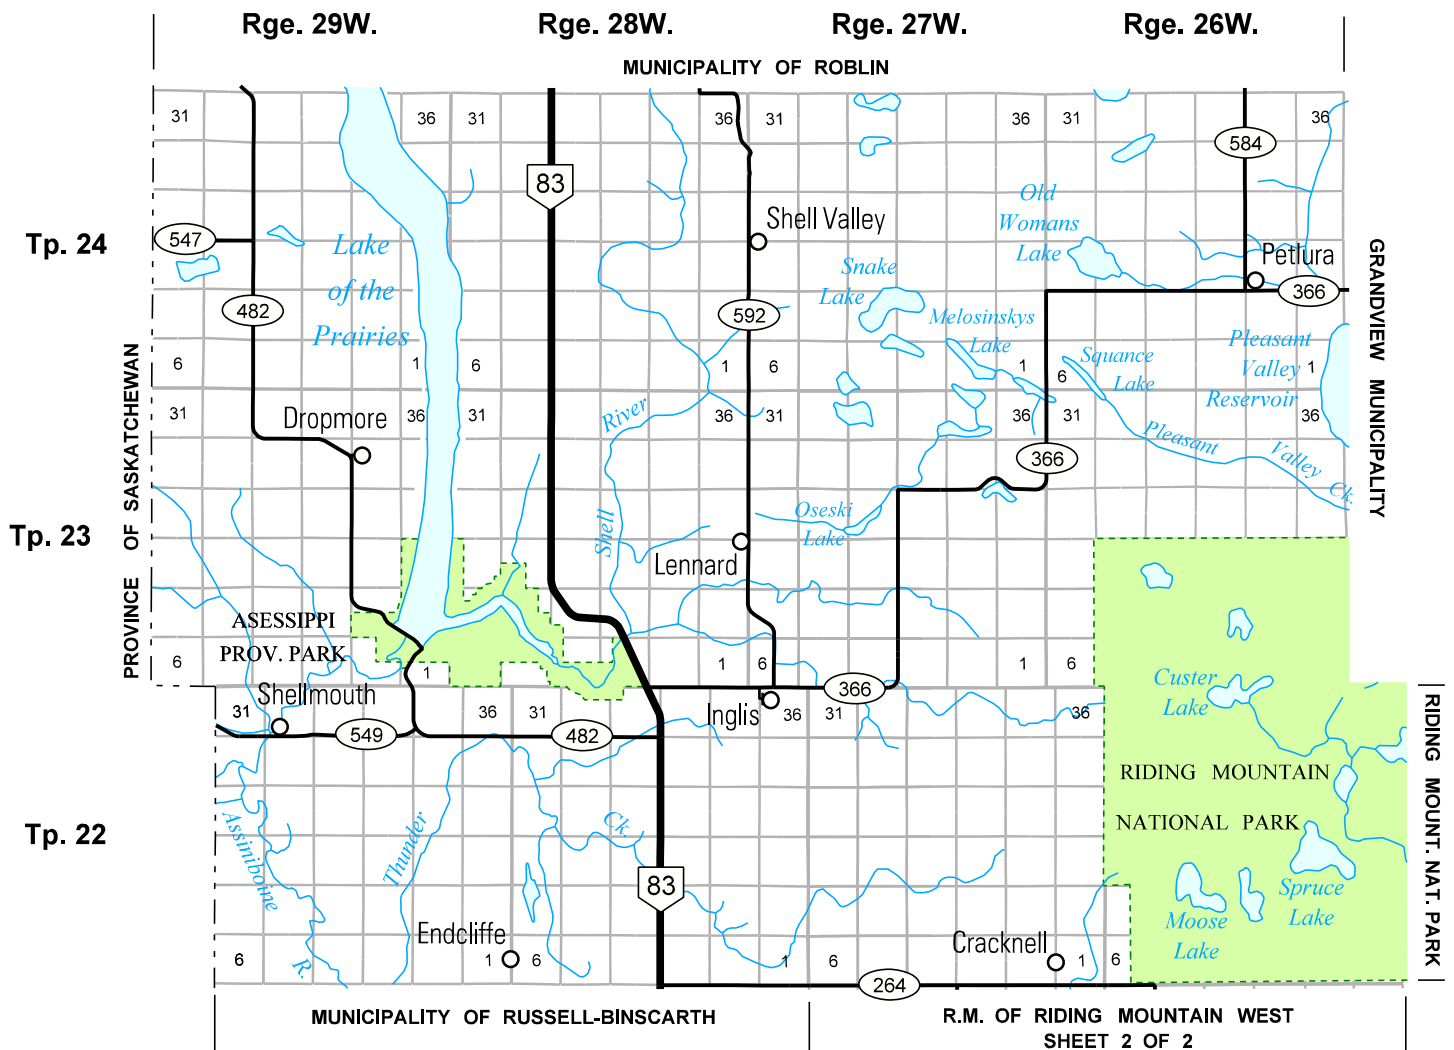 Rge. 29W. Rge. 28W. Rge. 27W. Rge. 26W.
MUNICIPALITY OF ROBLIN
31 36 31 36 31 36 31 36
584
83
Tp. 24
547
Shell Valley
Old
Womans
Lake
Petlura
366
GRANDVIEW MUNICIPALITY
Lake
of the
Prairies
Snake
Lake
482
592
Melosinskys
Lake
Squance
Lake
Pleasant
Valley
Reservoir
6 1 6 1 6 1 6 1
31 36 31 36 31 36 31 36
Dropmore
River
Pleasant
Valley
Ck.
366
PROVINCE OF SASKATCHEWAN
Tp. 23
Shell
Oseski
Lake
Lennard
ASESSIPPI
PROV. PARK
6 1 1 6 1 6
Shellmouth
366
Inglis
Custer
Lake
31 36 31 36 31 36
549
482
RIDING MOUNTAIN
NATIONAL PARK
RIDING MOUNT. NAT. PARK
Tp. 22
Assiniboine
R.
Thunder
Ck.
83
Spruce
Lake
Moose
Lake
Endcliffe
Cracknell
6 1 6 1 6 1 6
264
MUNICIPALITY OF RUSSELL-BINSCARTH
R.M. OF RIDING MOUNTAIN WEST
SHEET 2 OF 2